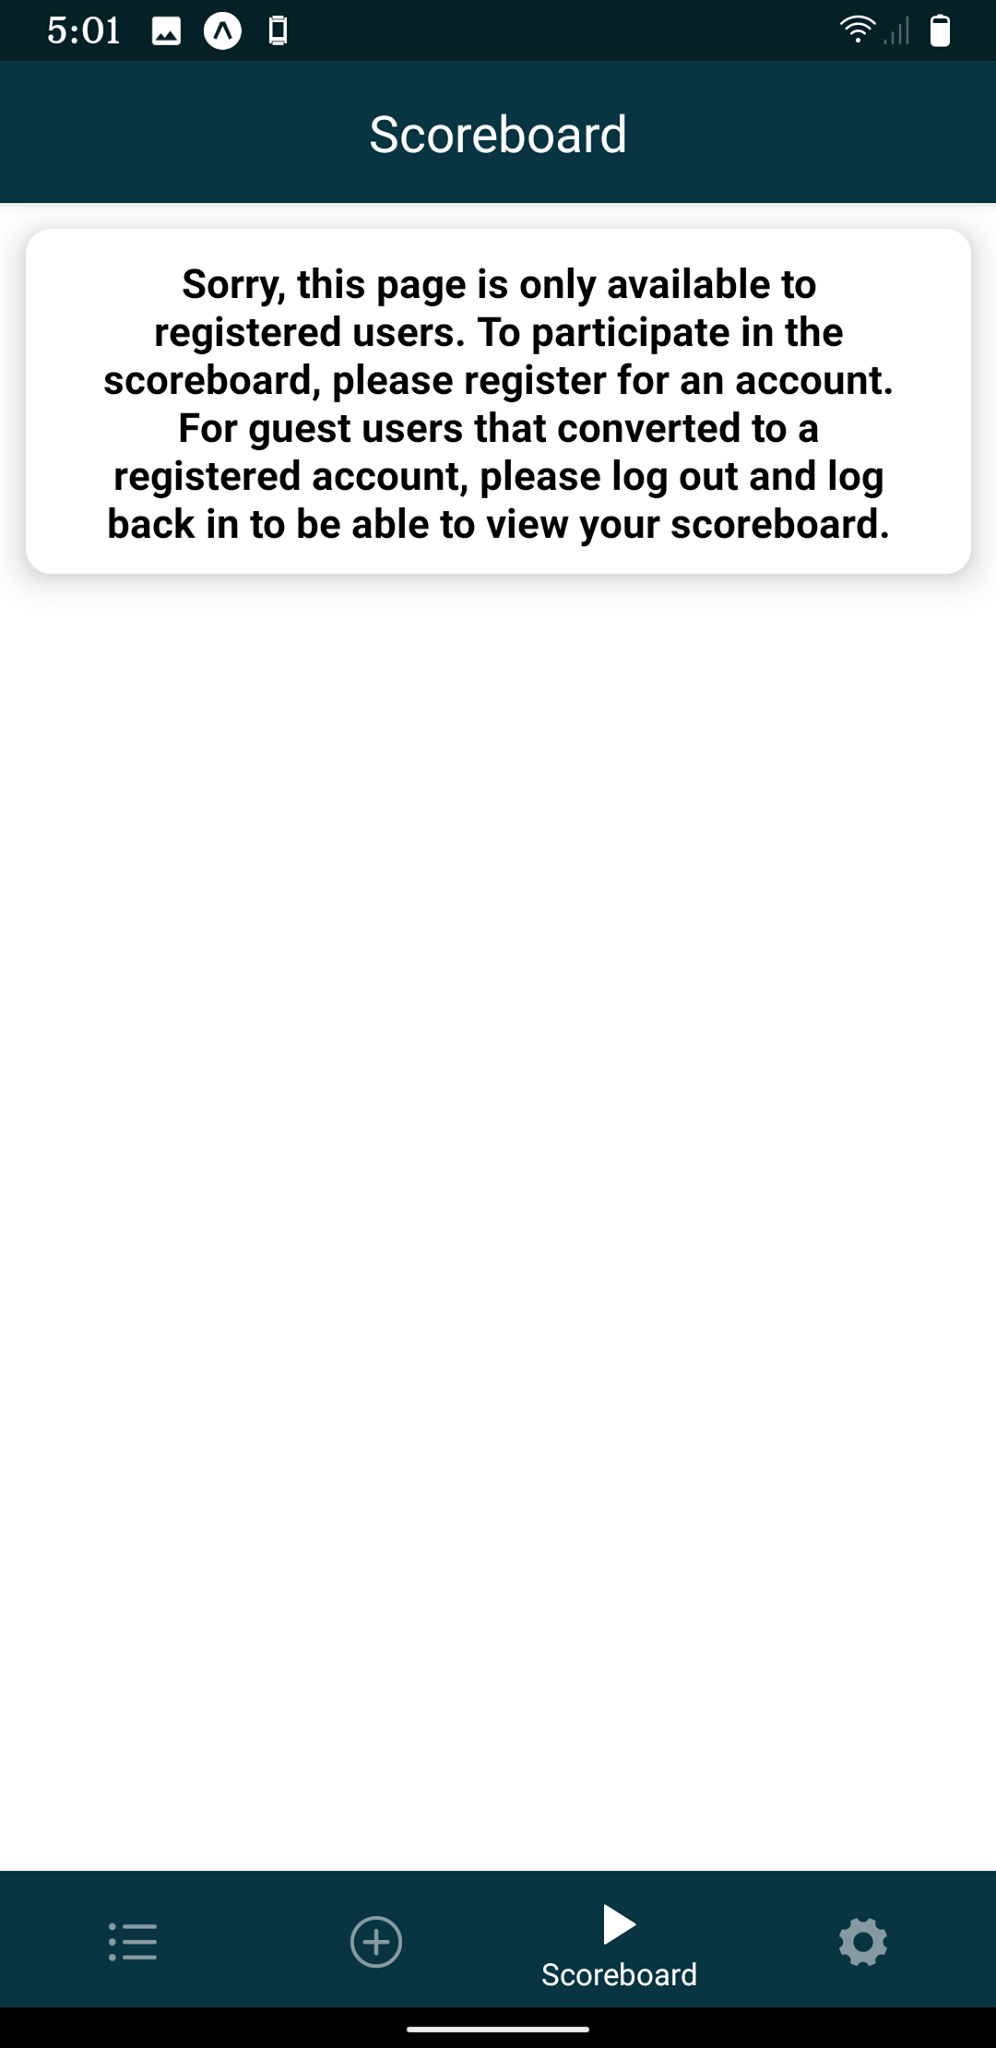 5:01
Scoreboard
Sorry, this page is only available to
registered users. To participate in the
scoreboard, please register for an account.
For guest users that converted to a
registered account, please log out and log
back in to be able to view your scoreboard.
Scoreboard